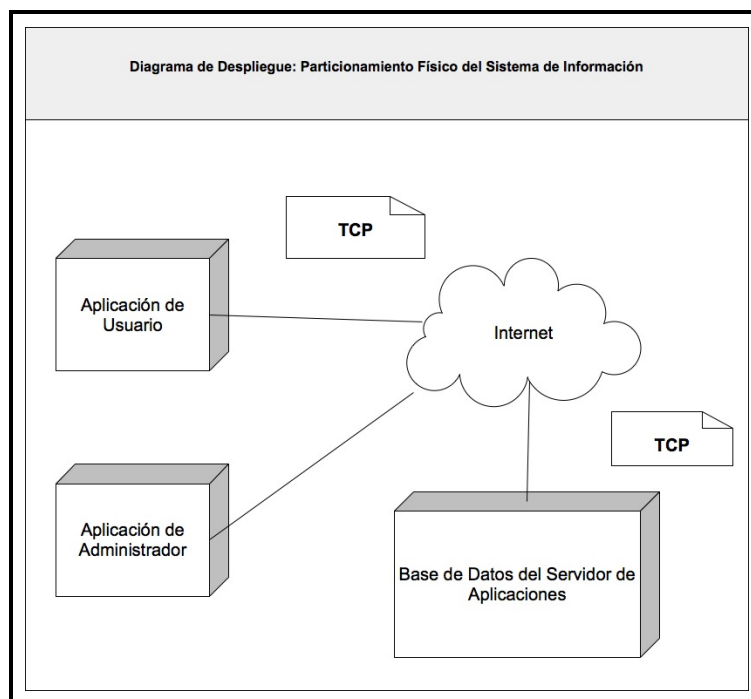 Diagrama de Despliegue: Particionamiento Físico del Sistema de Información
TCP
Aplicación de
Usuario
Internet
TCP
Aplicación de
Administrador
Base de Datos del Servidor de
Aplicaciones